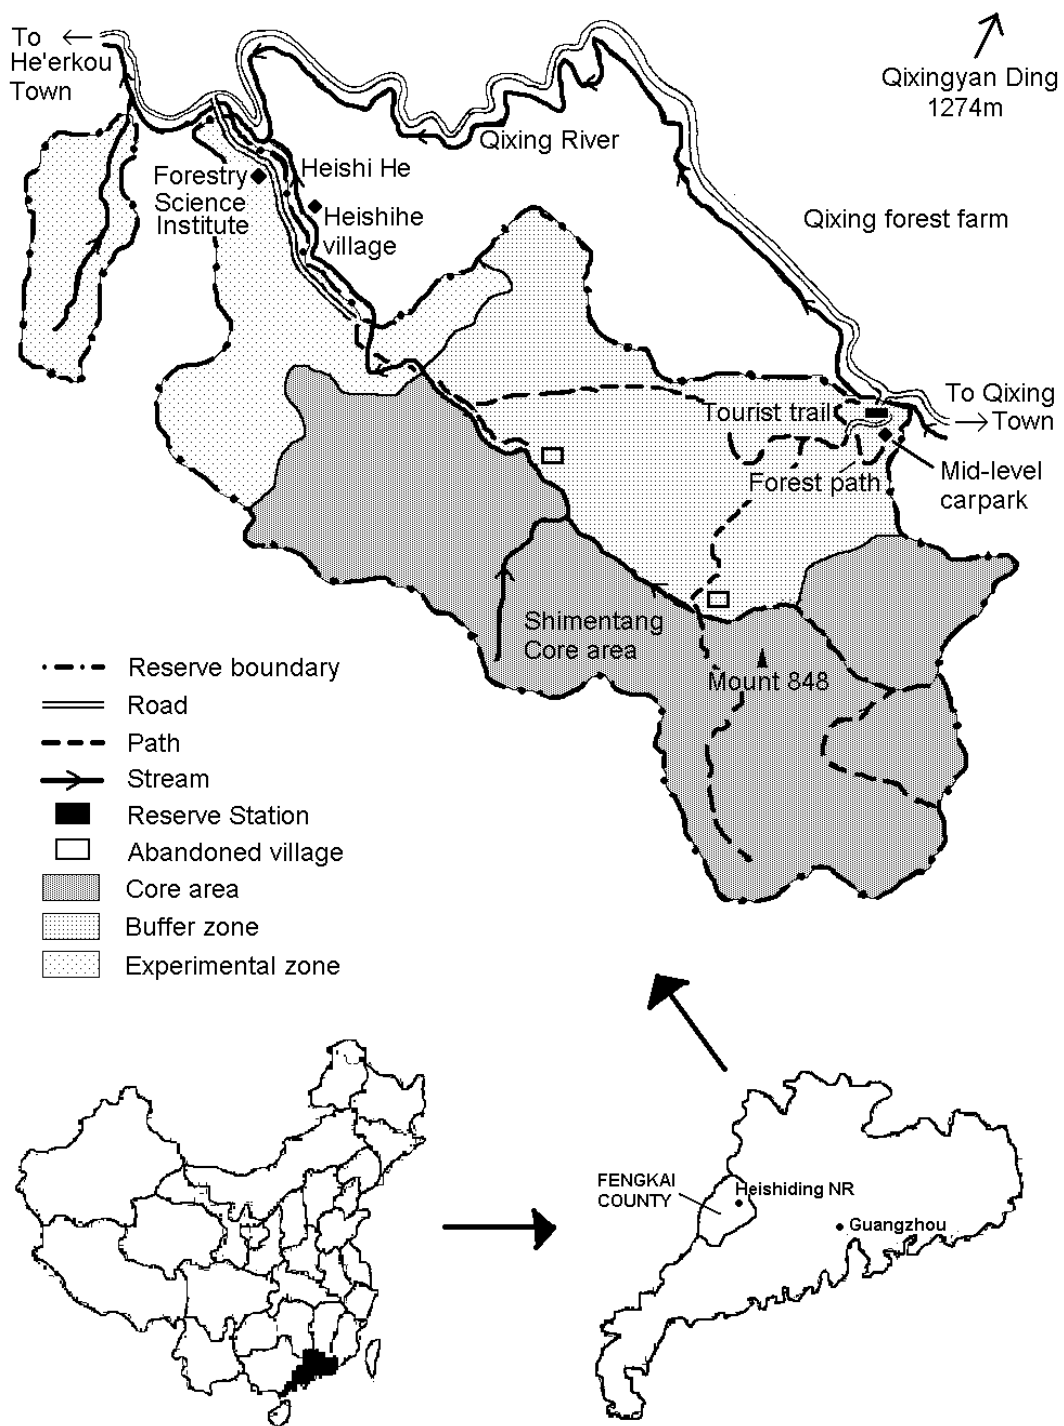 To
He'erkou
Town
Qixingyan Ding
1274m
Qixing River
Heishi He
Forestry
Science
Institute
Heishihe
village
Qixing forest farm
To Qixing
Town
Tourist trail
Forest path
Mid-level
carpark
Shimentang
Core area
Mount 848
Reserve boundary
Road
Path
Stream
Reserve Station
Abandoned village
Core area
Buffer zone
Experimental zone
FENGKAI
COUNTY
Heishiding NR
Guangzhou